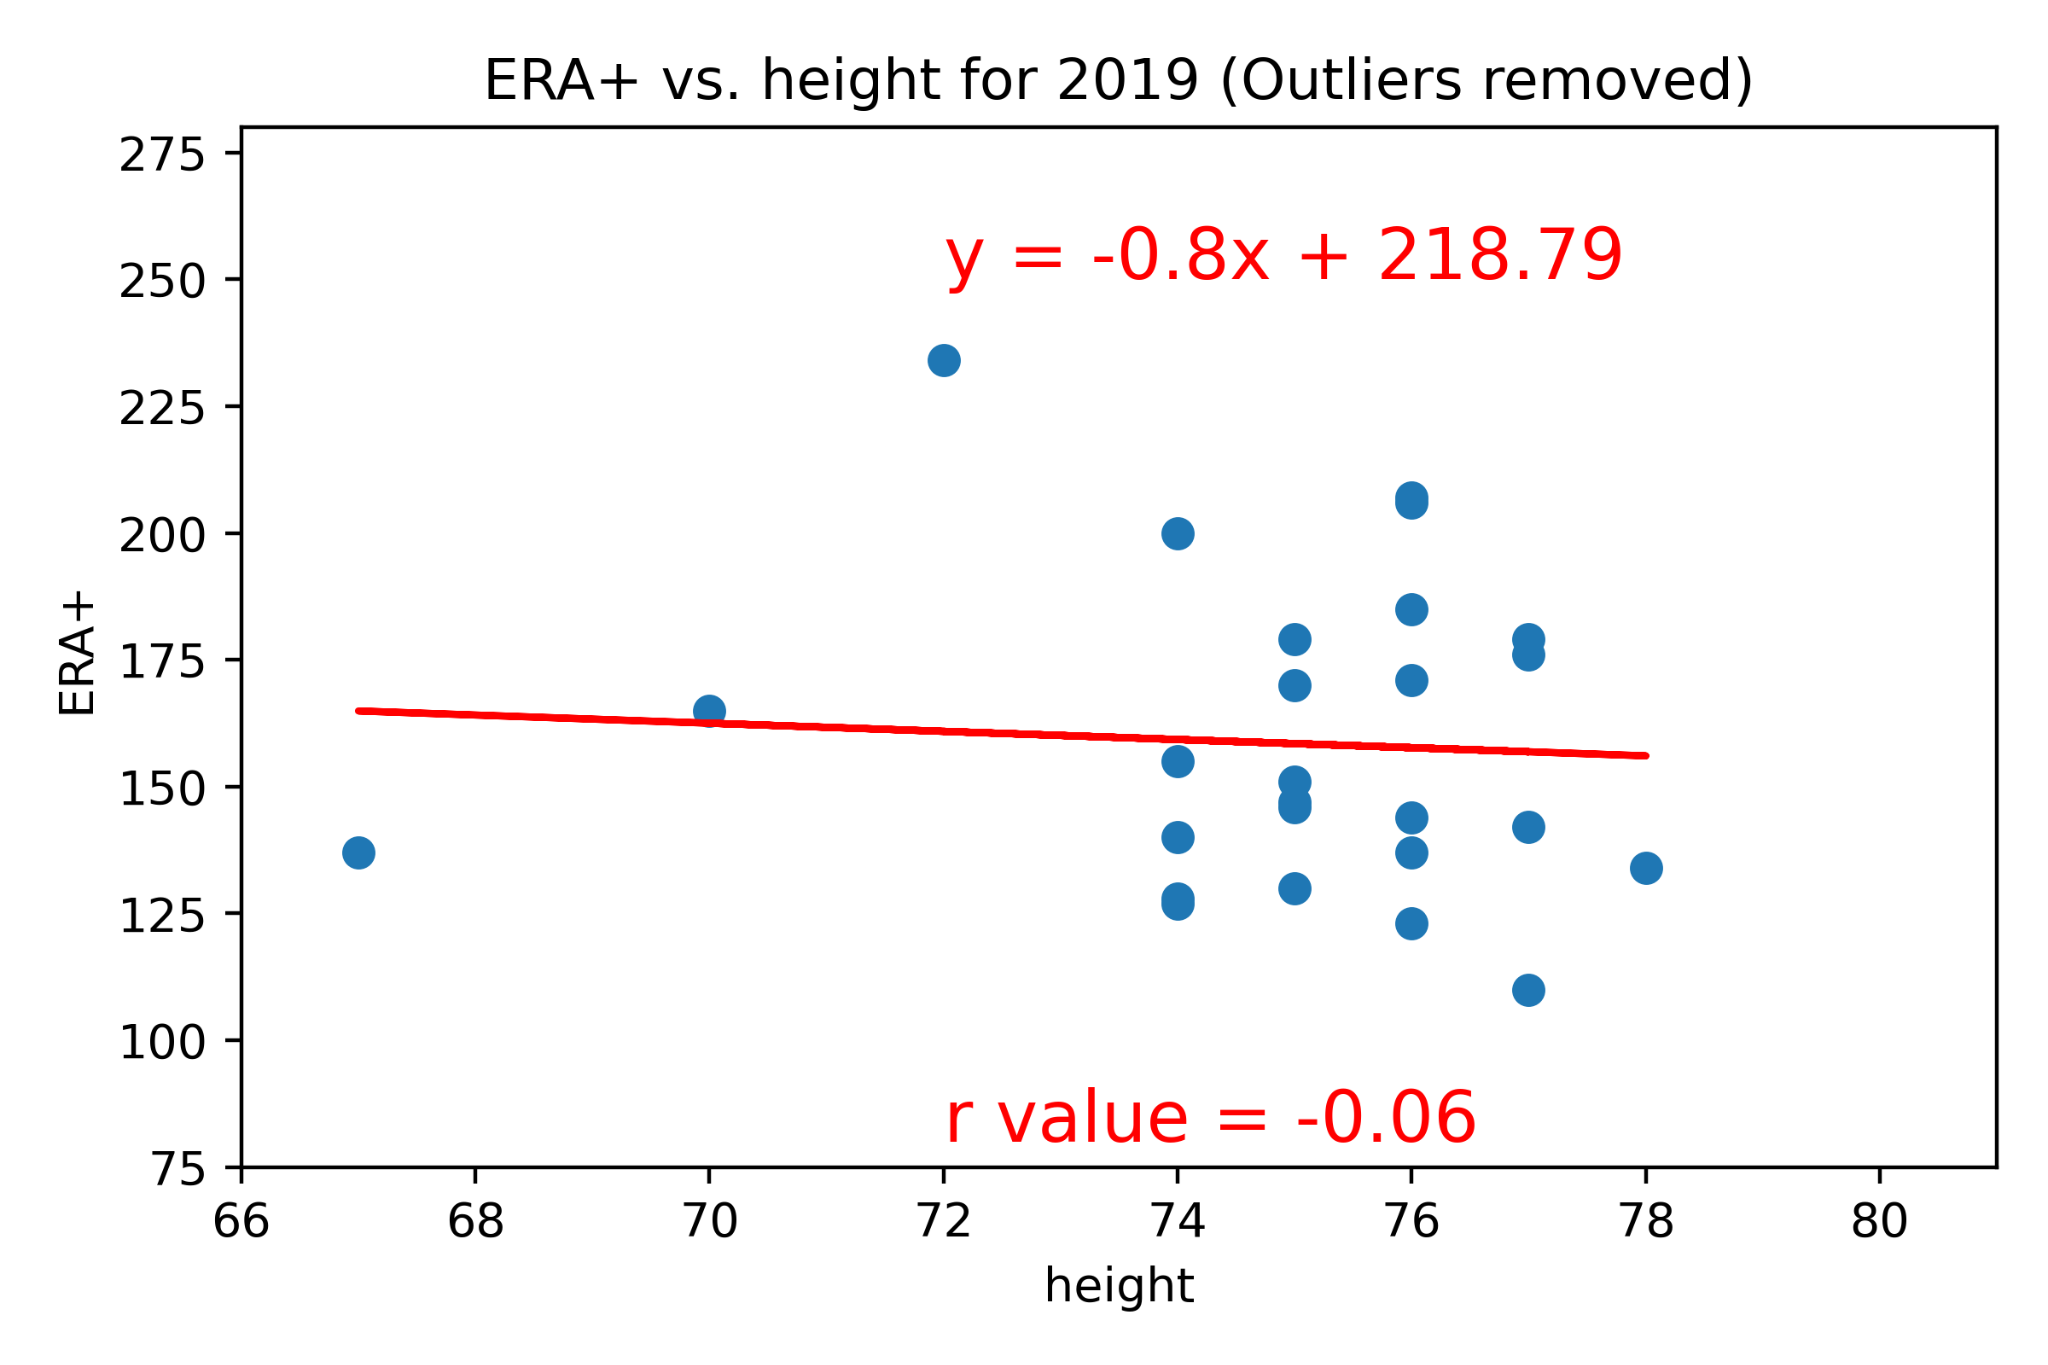 ERA+ vs. height for 2019 (Outliers removed)
275
250
225
200
175
150
125
100
75
ERA+
y = -0.8x + 218.79
r value = -0.06
66 68 70 72 74 76 78 80
height